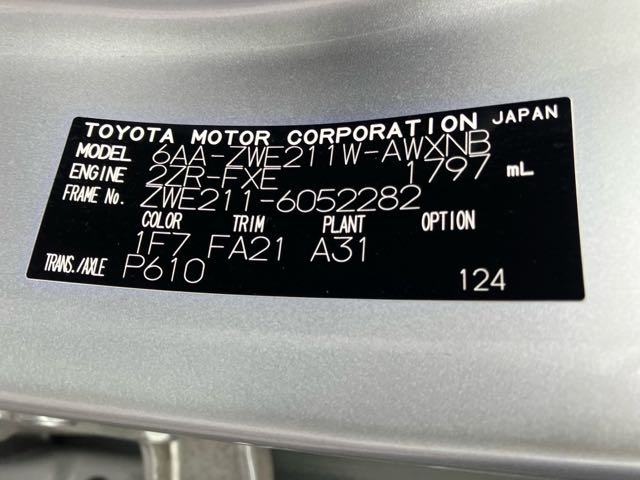 TOYOTA MOTOR CORPORATION JAPAN
MODEL 6AA-ZWE211W-AWXNB
ENGINE 2ZR-FXE 1797 mL
FRAME No. ZWE211-6052282
COLOR TRIM PLANT OPTION
1F7 FA21 A31
TRANS./AXLE P610 124